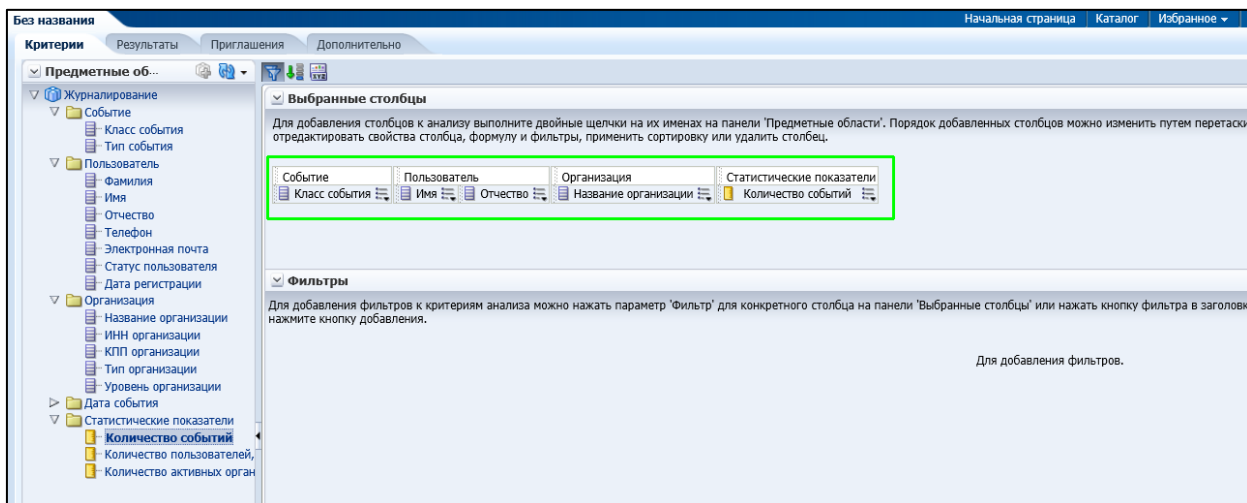 Без названия
Начальная страница Каталог Избранное
Критерии Результаты Приглашения Дополнительно
Предметные об...
Журналирование
Событие
Класс события
Тип события
Пользователь
Фамилия
Имя
Отчество
Телефон
Электронная почта
Статус пользователя
Дата регистрации
Организация
Название организации
ИНН организации
КПП организации
Тип организации
Уровень организации
Дата события
Статистические показатели
Количество событий
Количество пользователей,
Количество активных орган
Выбранные столбцы
Для добавления столбцов к анализу выполните двойные щелчки на их именах на панели 'Предметные области'. Порядок добавленных столбцов можно изменить путем перетаски
отредактировать свойства столбца, формулу и фильтры, применить сортировку или удалить столбец.
Событие Пользователь Организация Статистические показатели
Класс события Имя Отчество Название организации Количество событий
Фильтры
Для добавления фильтров к критериям анализа можно нажать параметр 'Фильтр' для конкретного столбца на панели 'Выбранные столбцы' или нажать кнопку фильтра в заголовк
нажмите кнопку добавления.
Для добавления фильтров.